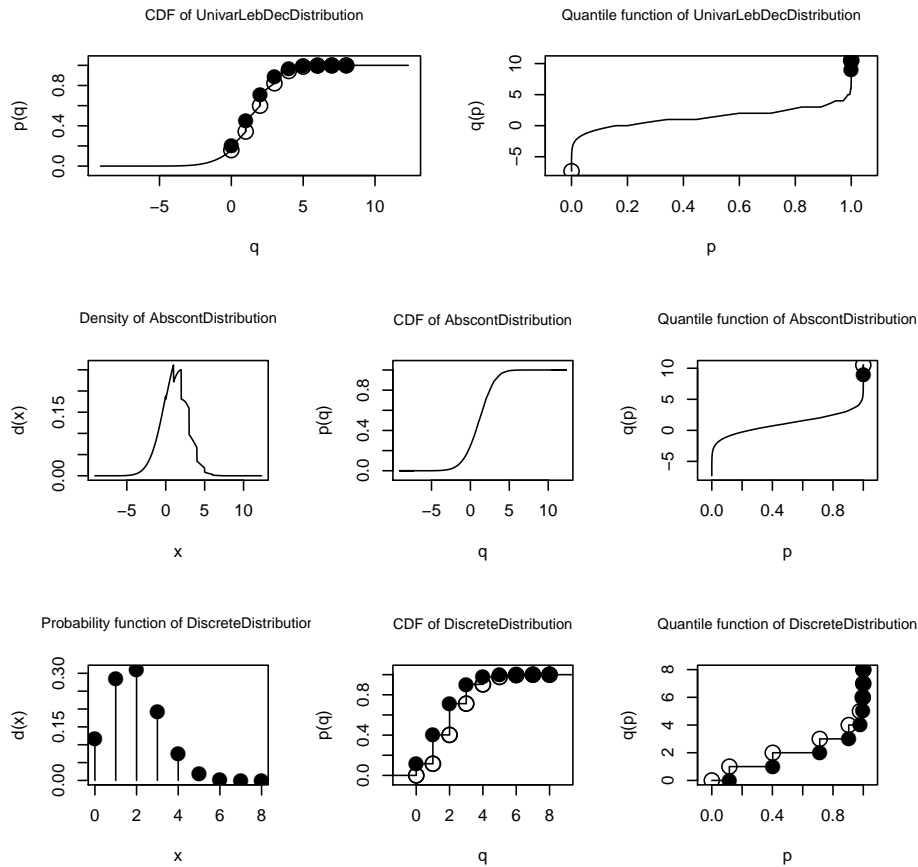 CDF of UnivarLebDecDistribution
p(q)
0.0 0.4 0.8
−5 0 5 10
q
Quantile function of UnivarLebDecDistribution
q(p)
−5 0 5 10
0.0 0.2 0.4 0.6 0.8 1.0
p
Density of AbscontDistribution
d(x)
0.00 0.15
−5 0 5 10
x
CDF of AbscontDistribution
p(q)
0.0 0.4 0.8
−5 0 5 10
q
Quantile function of AbscontDistribution
q(p)
−5 0 5 10
0.0 0.4 0.8
p
Probability function of DiscreteDistribution
d(x)
0.00 0.15 0.30
0 2 4 6 8
x
CDF of DiscreteDistribution
p(q)
0.0 0.4 0.8
0 2 4 6 8
q
Quantile function of DiscreteDistribution
q(p)
0 2 4 6 8
0.0 0.4 0.8
p